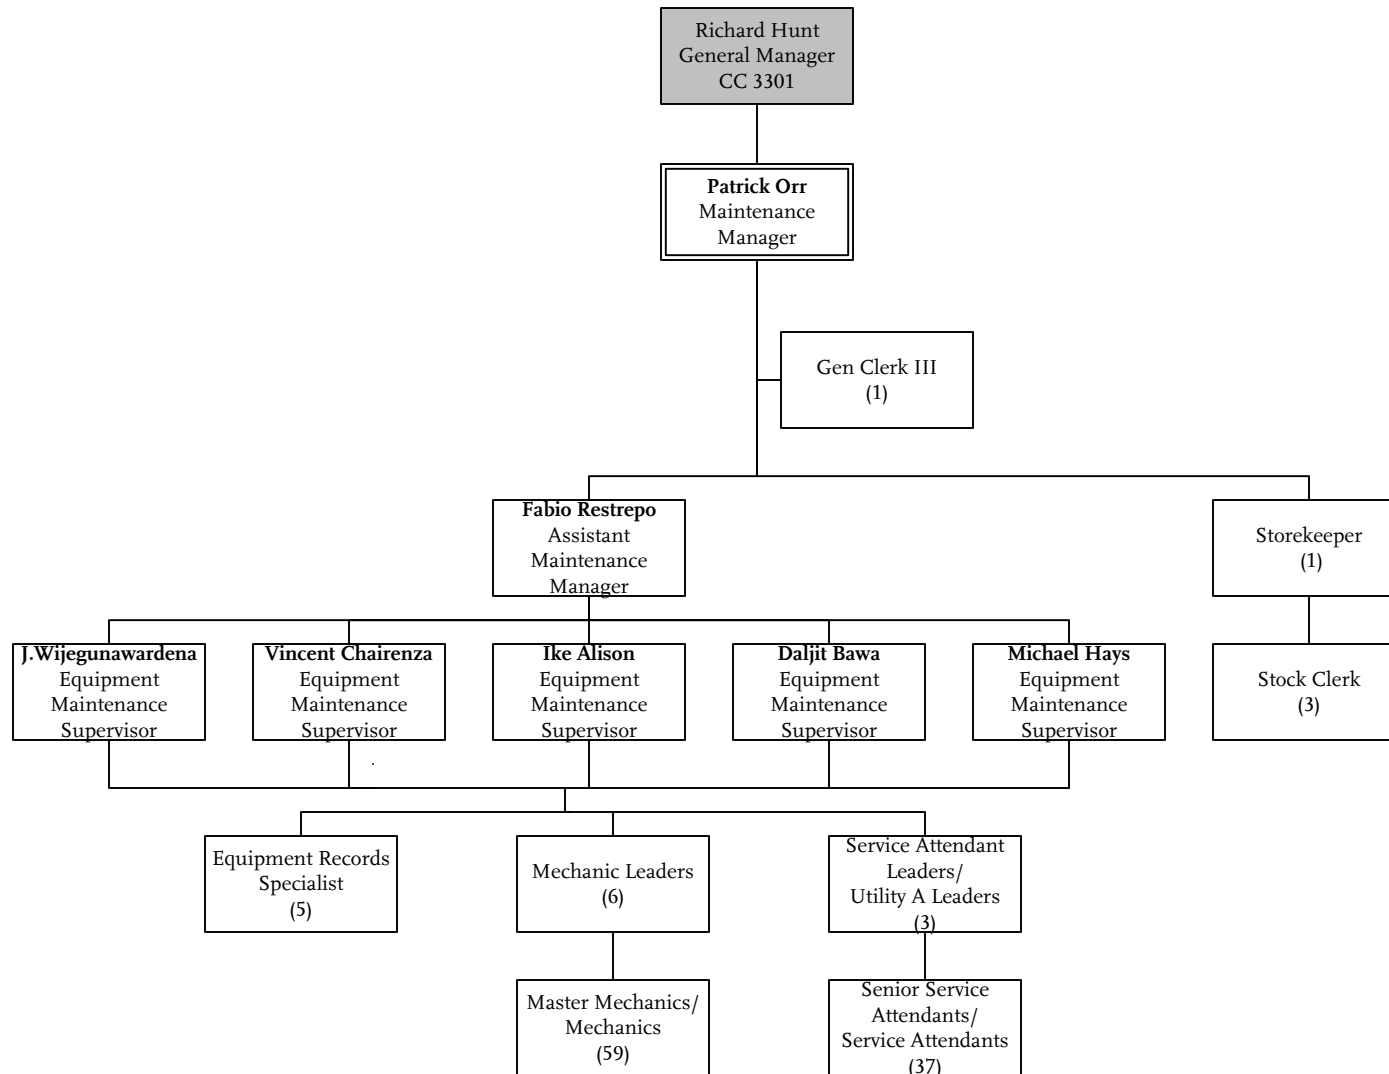 Richard Hunt
General Manager
CC 3301
Patrick Orr
Maintenance
Manager
Gen Clerk III
(1)
Fabio Restrepo
Assistant
Maintenance
Manager
Storekeeper
(1)
J.Wijegunawardena
Equipment
Maintenance
Supervisor
Vincent Chairenza
Equipment
Maintenance
Supervisor
Ike Alison
Equipment
Maintenance
Supervisor
Daljit Bawa
Equipment
Maintenance
Supervisor
Michael Hays
Equipment
Maintenance
Supervisor
Stock Clerk
(3)
Equipment Records
Specialist
(5)
Mechanic Leaders
(6)
Service Attendant
Leaders/
Utility A Leaders
(3)
Master Mechanics/
Mechanics
(59)
Senior Service
Attendants/
Service Attendants
(37)